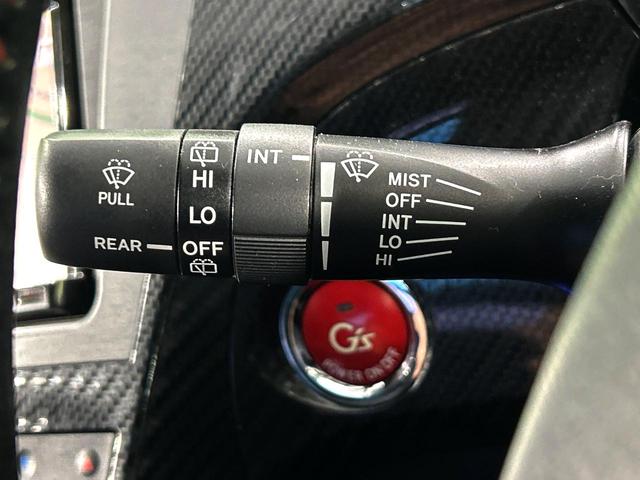 PULL
REAR
HI
LO
OFF
INT
MIST
OFF
INT
LO
HI
G's
POWER ON OFF